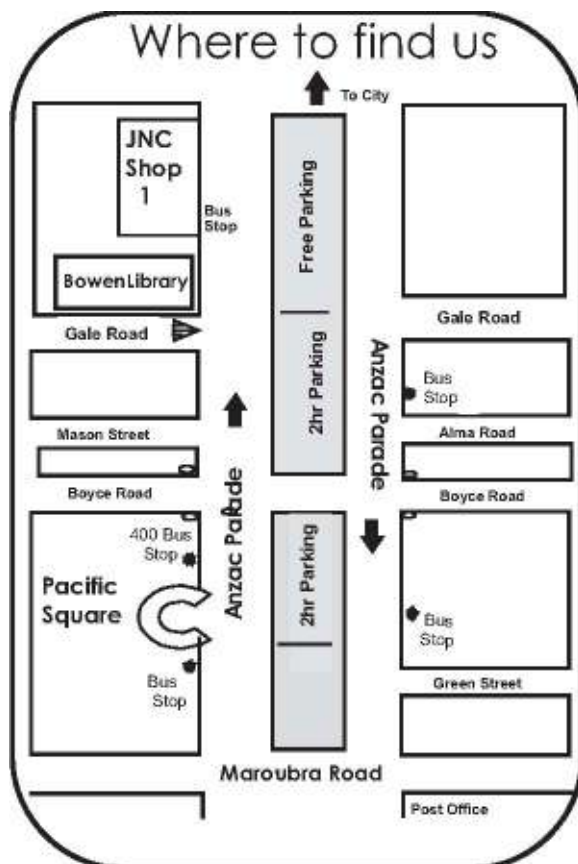 Where to find us
To City
JNC
Shop
1
Bus
Stop
Free Parking
Bowen Library
Gale Road
Gale Road
2hr Parking
Anzac Parade
Bus
Stop
Mason Street
Alma Road
Boyce Road
Boyce Road
400 Bus
Stop
Anzac Parade
2hr Parking
Pacific
Square
Bus
Stop
Bus
Stop
Green Street
Maroubra Road
Post Office